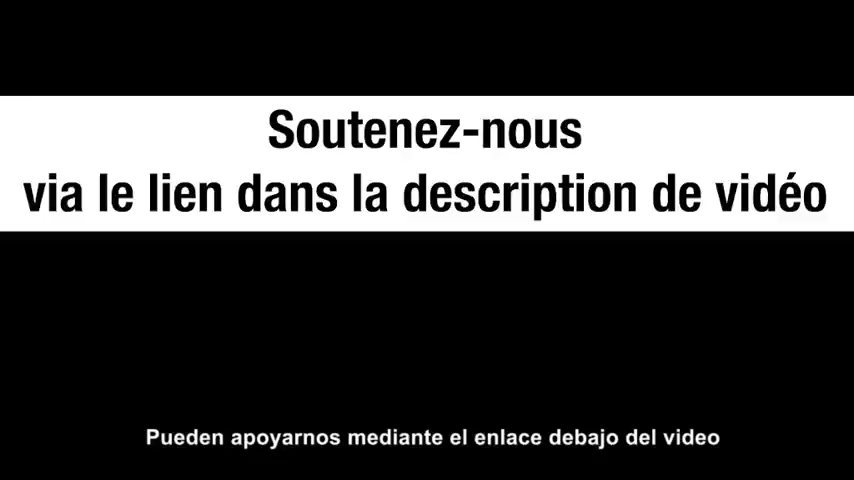 Soutenez-nous
via le lien dans la description de vidéo
Pueden apoyarnos mediante el enlace debajo del video